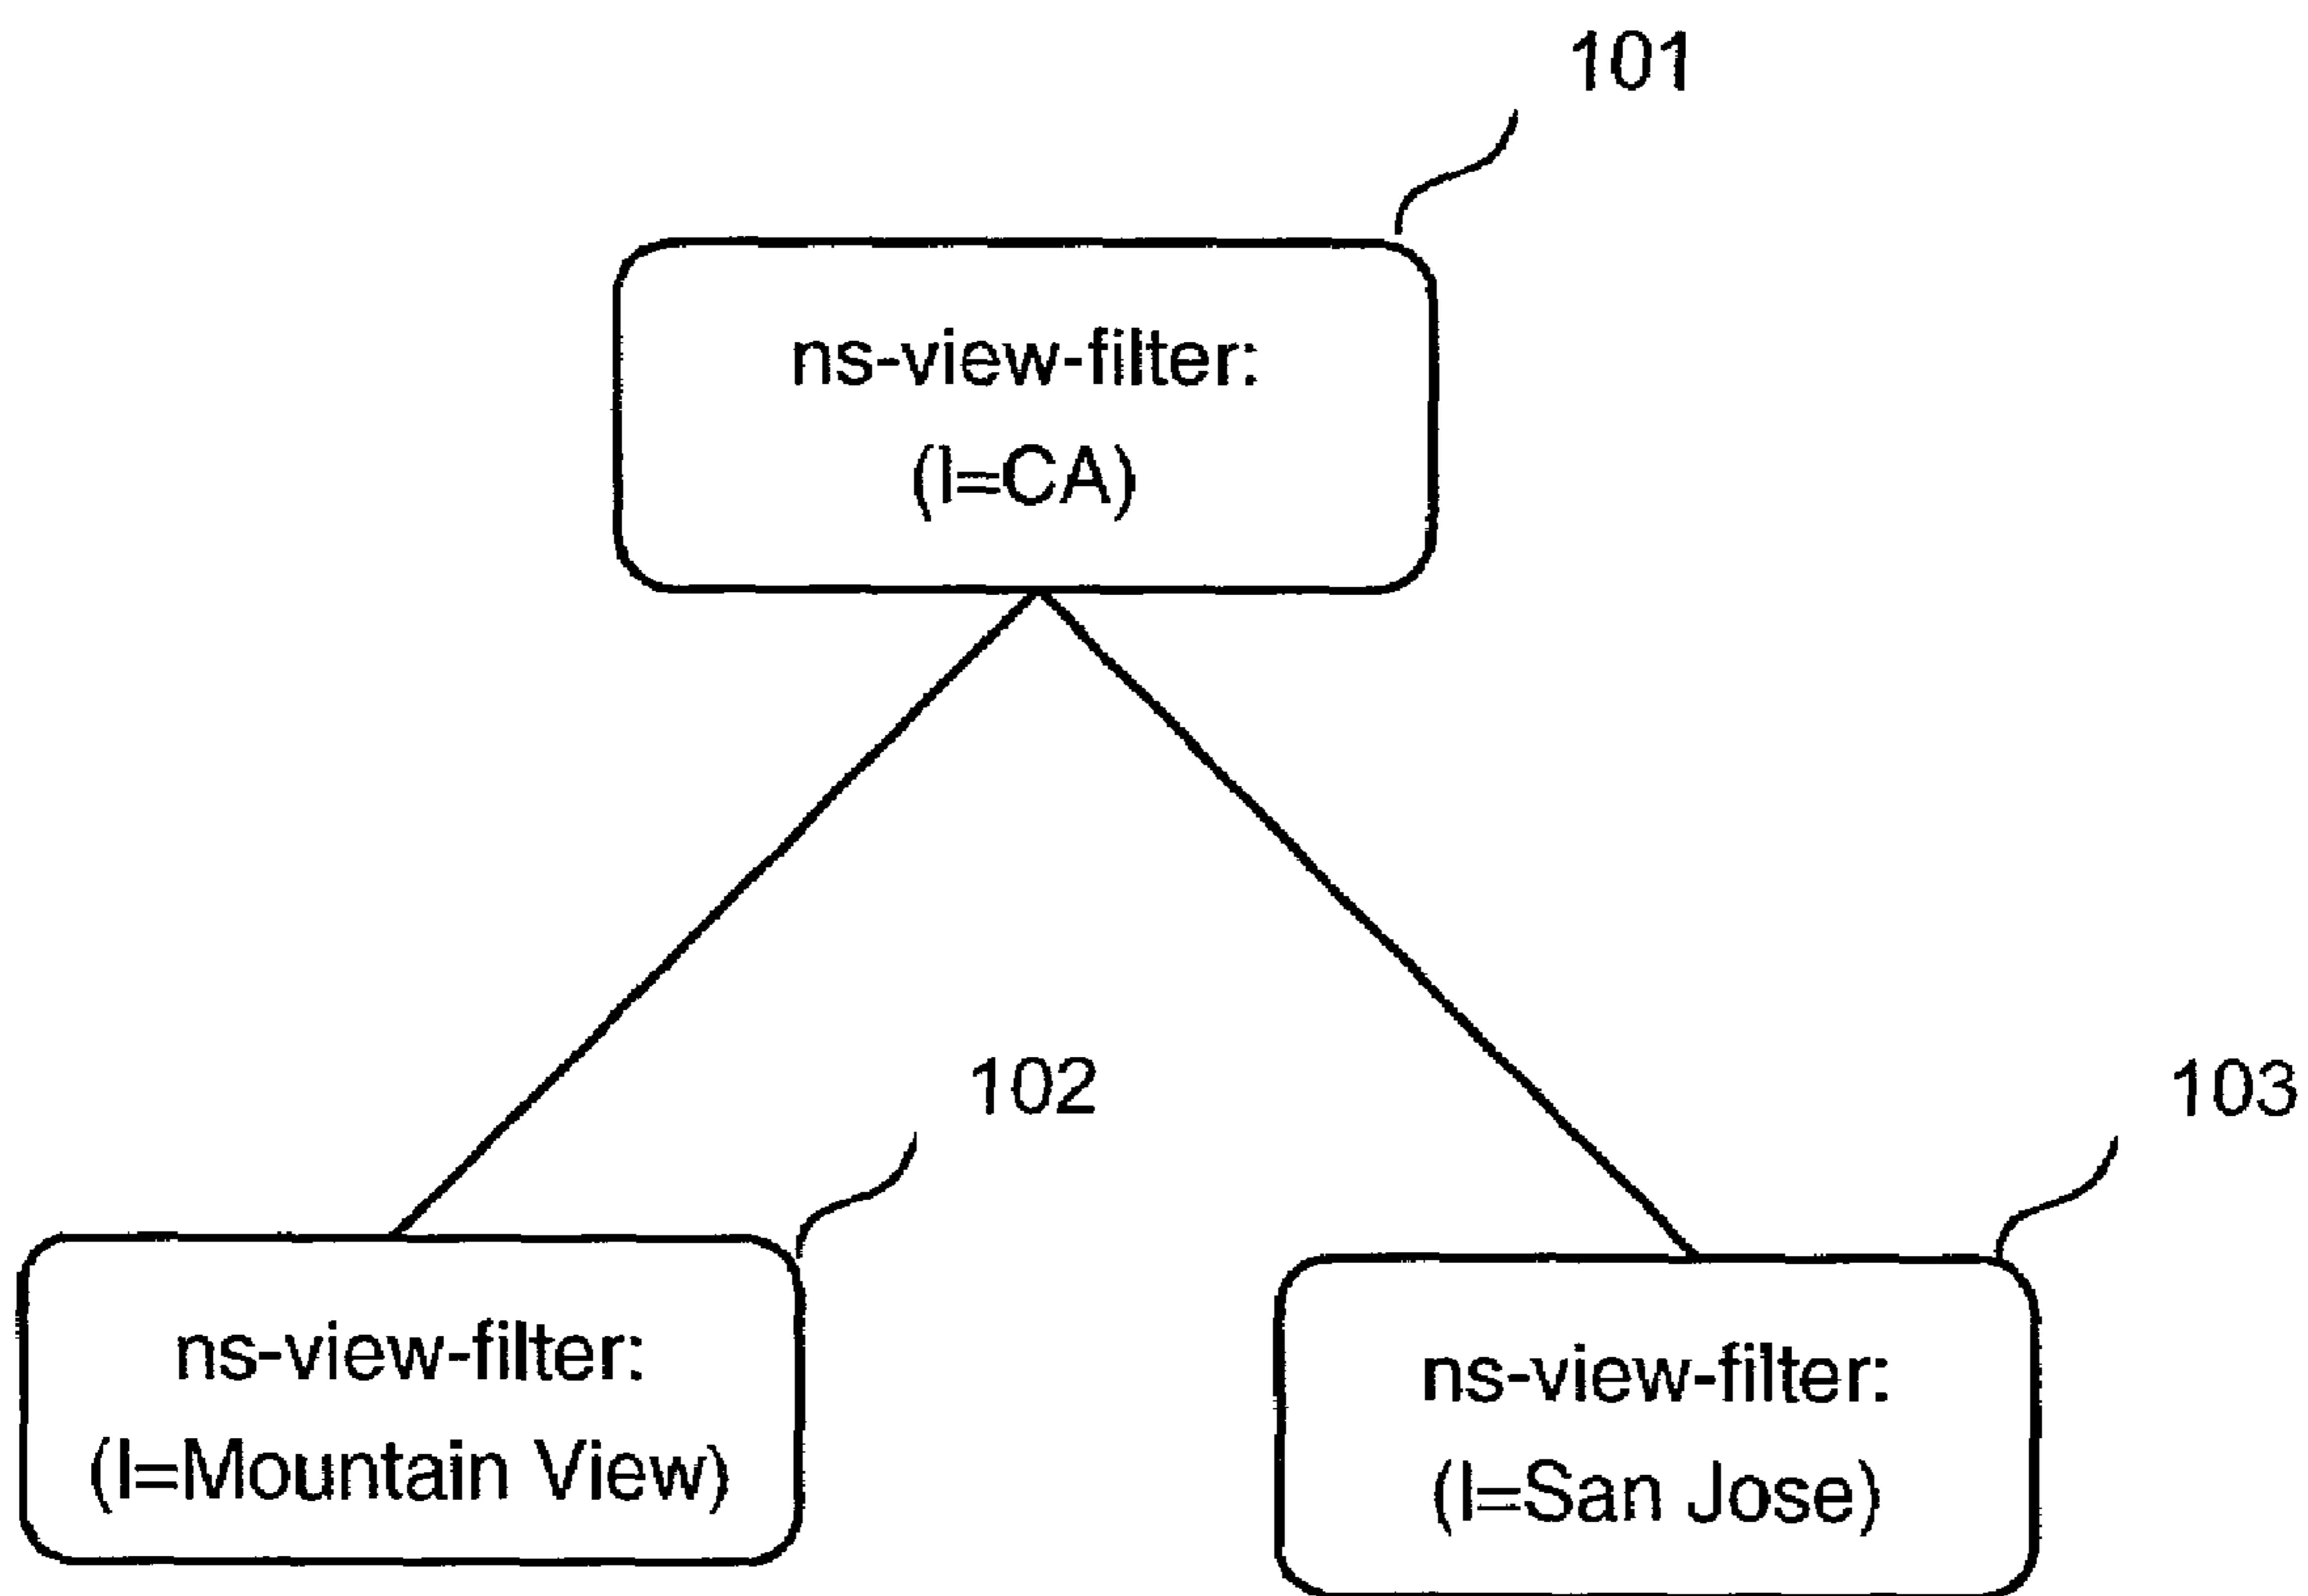 101
ns-view-filter:
(l=CA)
102
103
ns-view-filter:
(l=Mountain View)
ns-view-filter:
(l=San Jose)